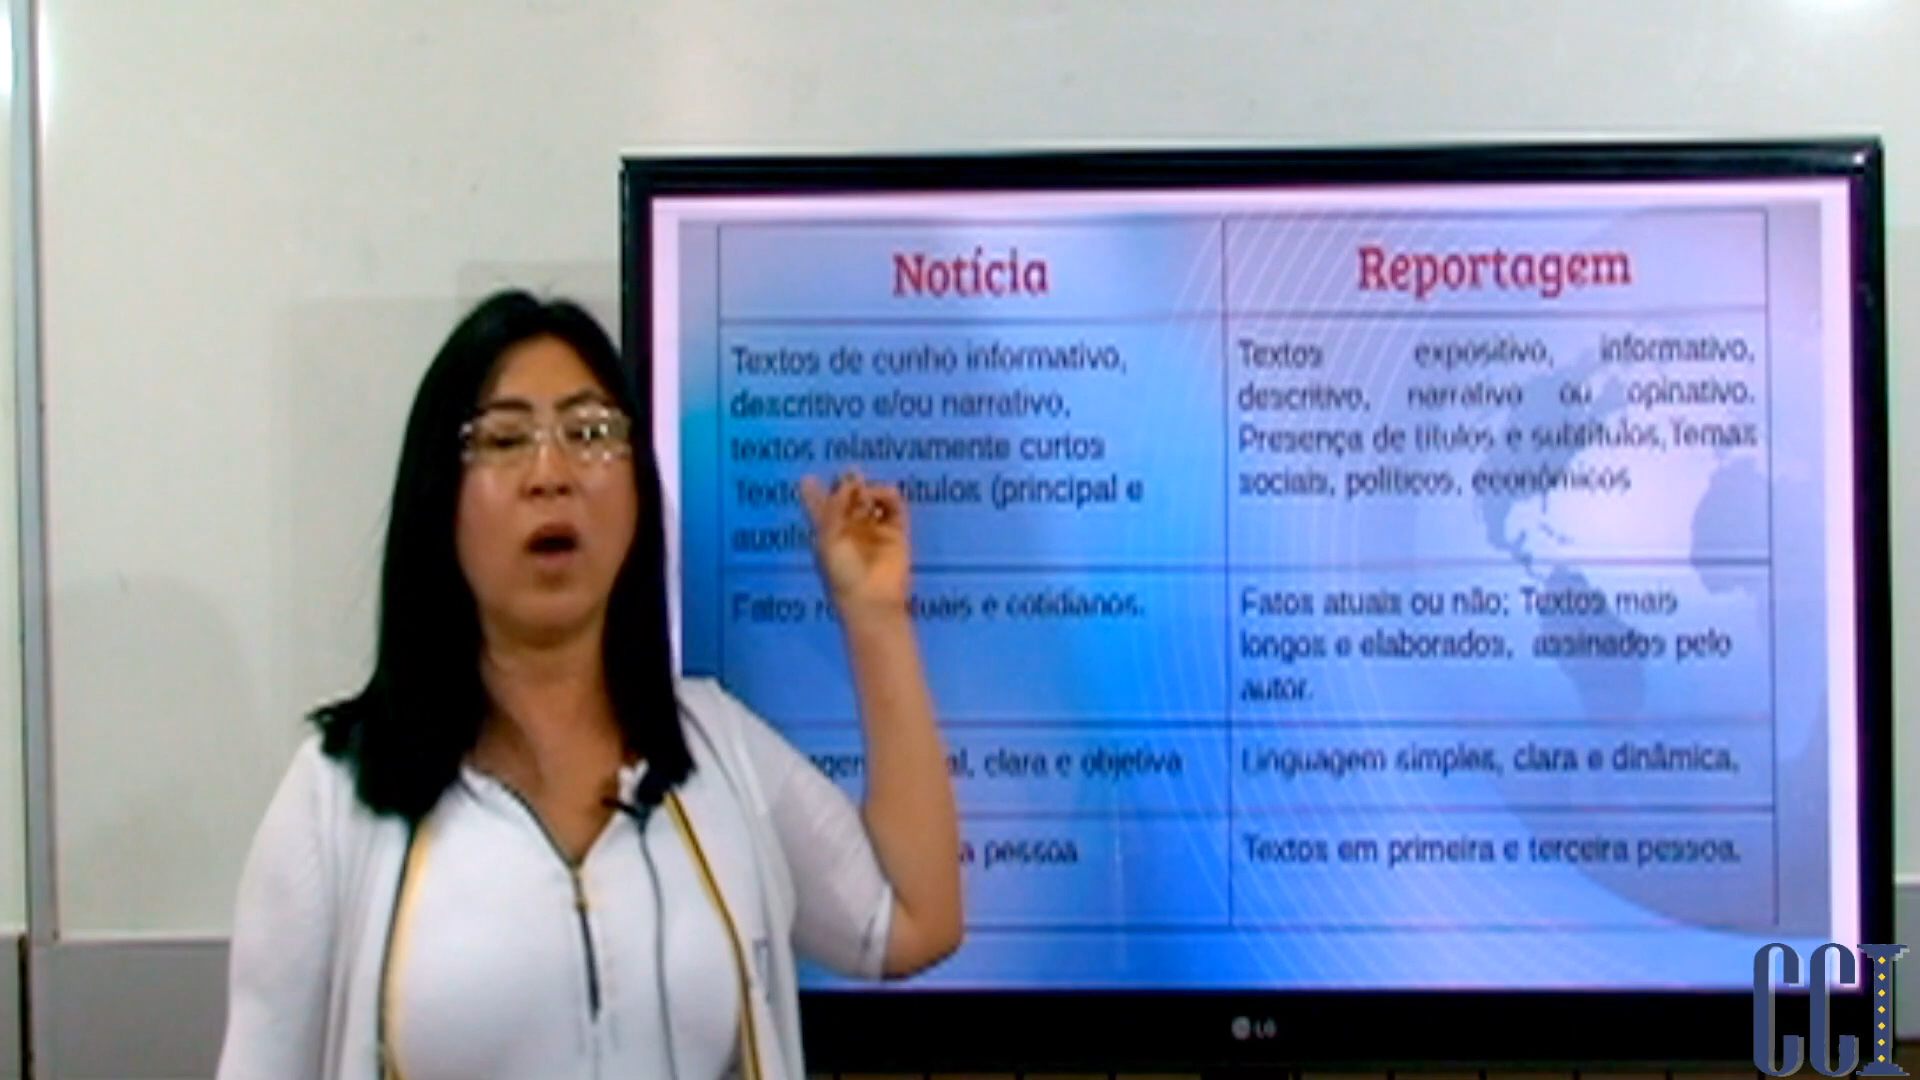 Notícia
Reportagem
Textos de cunho informativo,
descritivo e/ou narrativo,
textos relativamente curtos
títulos (principal e
Fatos e cotidianos.
clara e objetiva
pessoa
Textos expositivo, informativo,
descritivo, narrativo ou opinativo.
Presença de títulos e subtítulos, Temas
sociais, políticos, econômicos
Fatos atuais ou não; Textos mais
longos e elaborados, assinados pelo
autor.
Linguagem simples, clara e dinâmica,
Textos em primeira e terceira pessoa.
LG
CCI